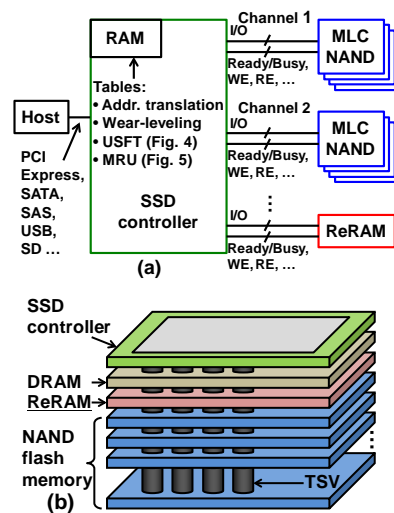 Channel 1
RAM
I/O
MLC
NAND
Ready/Busy,
WE, RE, …
Tables:
• Addr. translation
• Wear-leveling
• USFT (Fig. 4)
• MRU (Fig. 5)
Host
Channel 2
I/O
MLC
NAND
Ready/Busy,
WE, RE, …
PCI
Express,
SATA,
SAS,
USB,
SD …
SSD
controller
⋮
I/O
ReRAM
Ready/Busy,
WE, RE, …
(a)
SSD
controller
DRAM
ReRAM
NAND
flash
memory
⋮
TSV
(b)